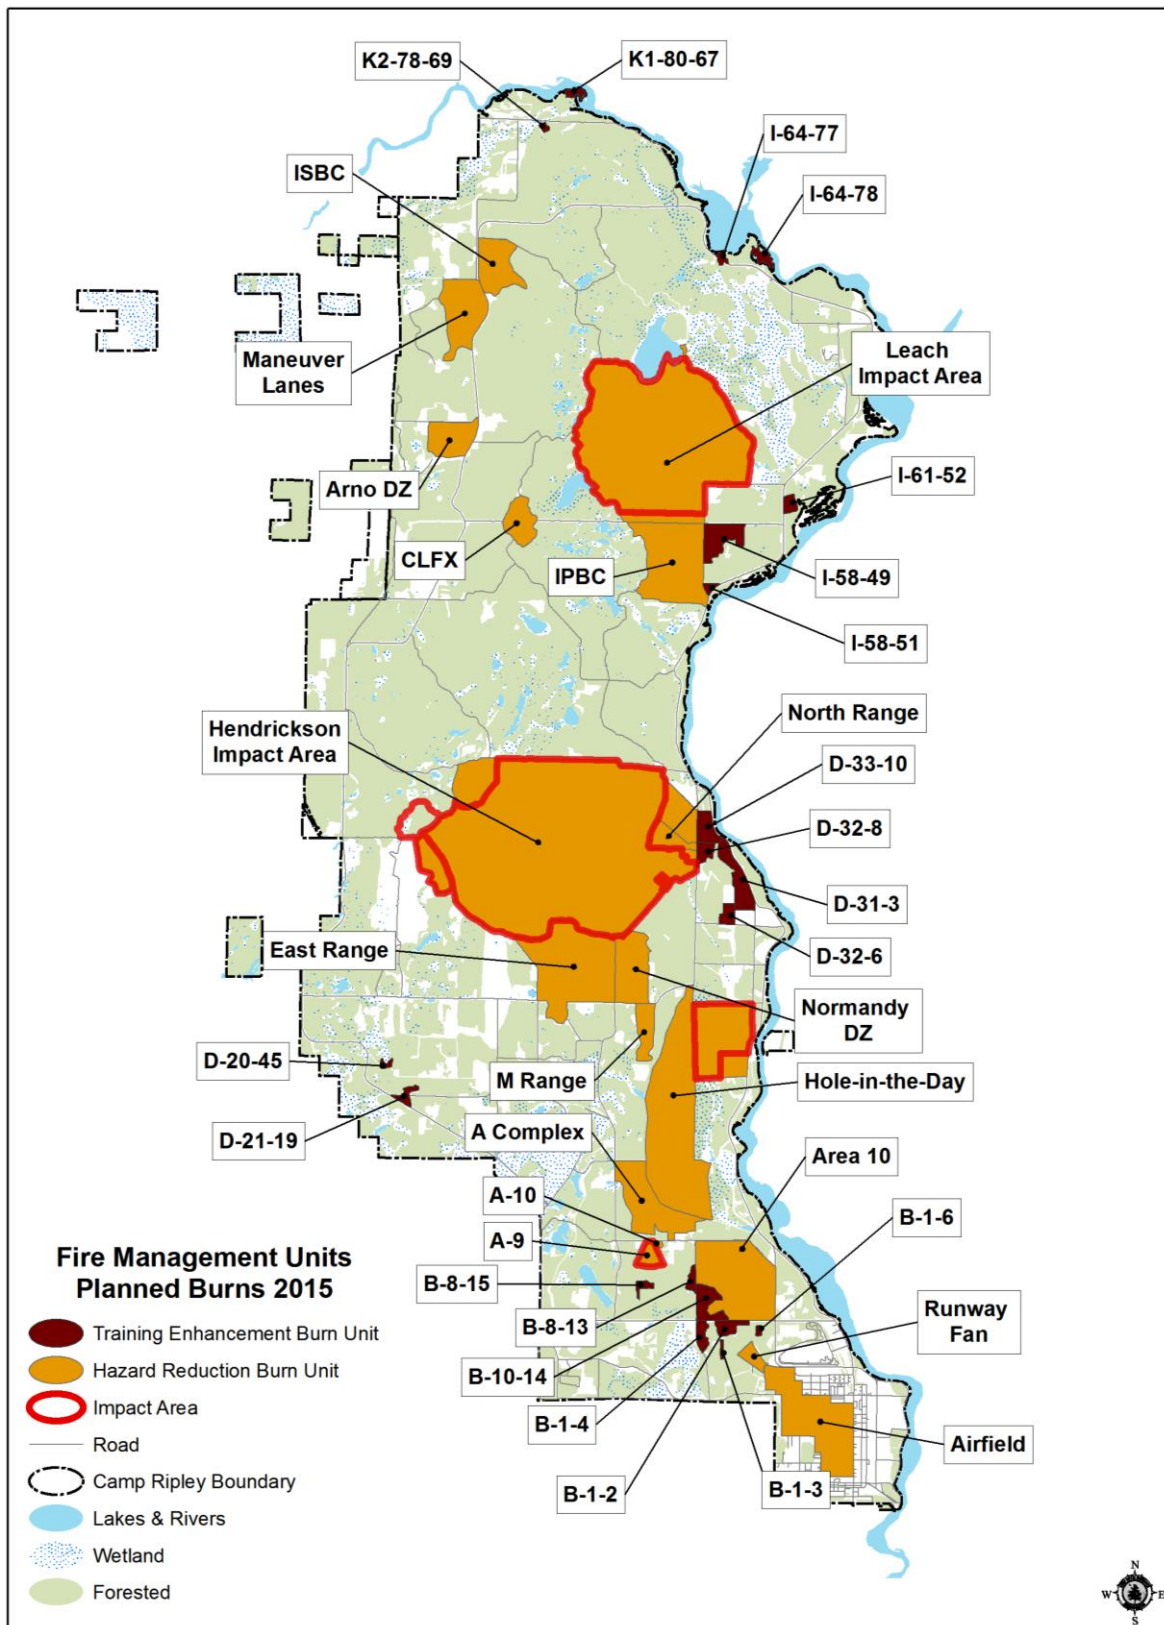 K2-78-69
K1-80-67
I-64-77
ISBC
I-64-78
Maneuver
Lanes
Leach
Impact Area
Arno DZ
I-61-52
CLFX
IPBC
I-58-49
I-58-51
Hendrickson
Impact Area
North Range
D-33-10
D-32-8
D-31-3
East Range
D-32-6
Normandy
DZ
D-20-45
M Range
Hole-in-the-Day
D-21-19
A Complex
Area 10
A-10
B-1-6
A-9
B-8-15
Runway
Fan
B-8-13
B-10-14
B-1-4
Airfield
B-1-2
B-1-3
Fire Management Units
Planned Burns 2015
Training Enhancement Burn Unit
Hazard Reduction Burn Unit
Impact Area
Road
Camp Ripley Boundary
Lakes & Rivers
Wetland
Forested
N
W
E
S